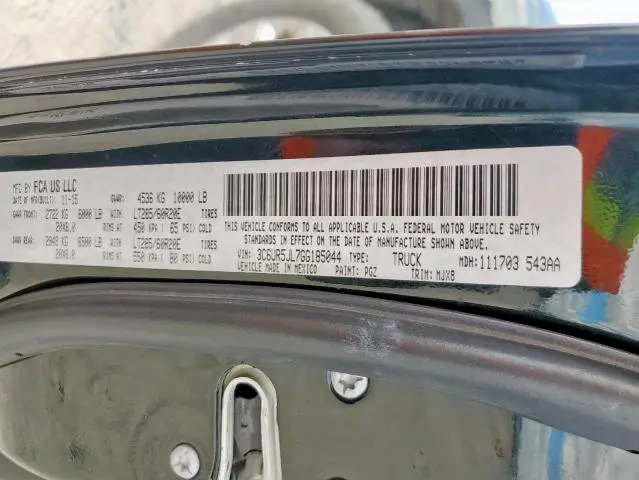 MFG BY FCA US LLC
DATE OF MFR(BUILT): 11-15 GVWR: 4536 KG 10000 LB
GAWR FRONT: 2722 KG 6000 LB WITH LT285/60R20E TIRES
20X8.0 RIMS AT 450 KPA ( 65 PSI) COLD
GAWR REAR: 2948 KG 6500 LB WITH LT285/60R20E TIRES
20X8.0 RIMS AT 550 KPA ( 80 PSI) COLD
THIS VEHICLE CONFORMS TO ALL APPLICABLE U.S.A. FEDERAL MOTOR VEHICLE SAFETY
STANDARDS IN EFFECT ON THE DATE OF MANUFACTURE SHOWN ABOVE.
VIN: 3C6UR5JL7GG185044 TYPE: TRUCK MDH: 111703 543AA
VEHICLE MADE IN MEXICO PAINT: PGZ TRIM: MJX8